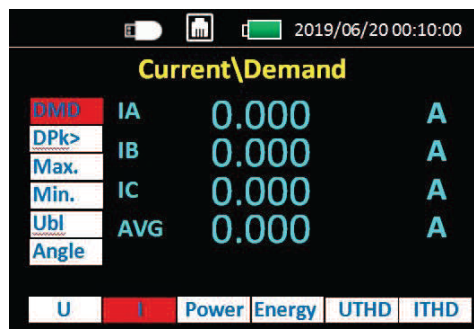 2019/06/20 00:10:00
Current\Demand
DMD IA 0.000 A
DPk>
IB 0.000 A
Max.
Min. IC 0.000 A
Ubl AVG 0.000 A
Angle
U I Power Energy UTHD ITHD